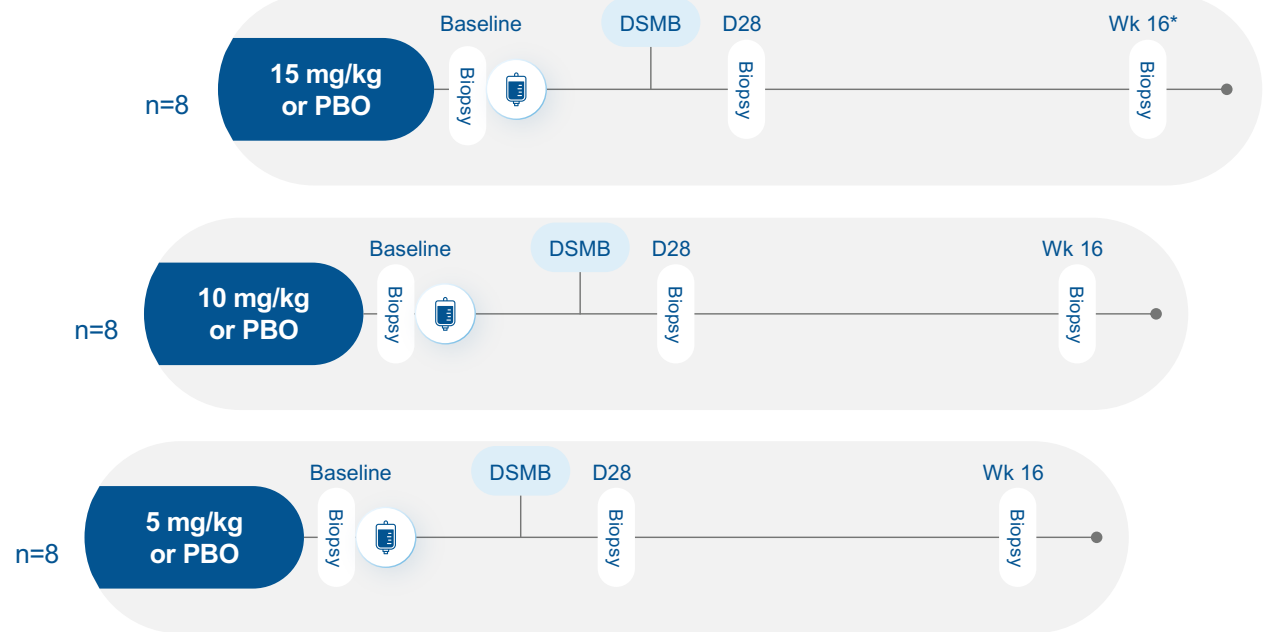 Baseline
DSMB
D28
Wk 16*
n=8
15 mg/kg
or PBO
Biopsy
Biopsy
Biopsy
Baseline
DSMB
D28
Wk 16
n=8
10 mg/kg
or PBO
Biopsy
Biopsy
Biopsy
Baseline
DSMB
D28
Wk 16
n=8
5 mg/kg
or PBO
Biopsy
Biopsy
Biopsy